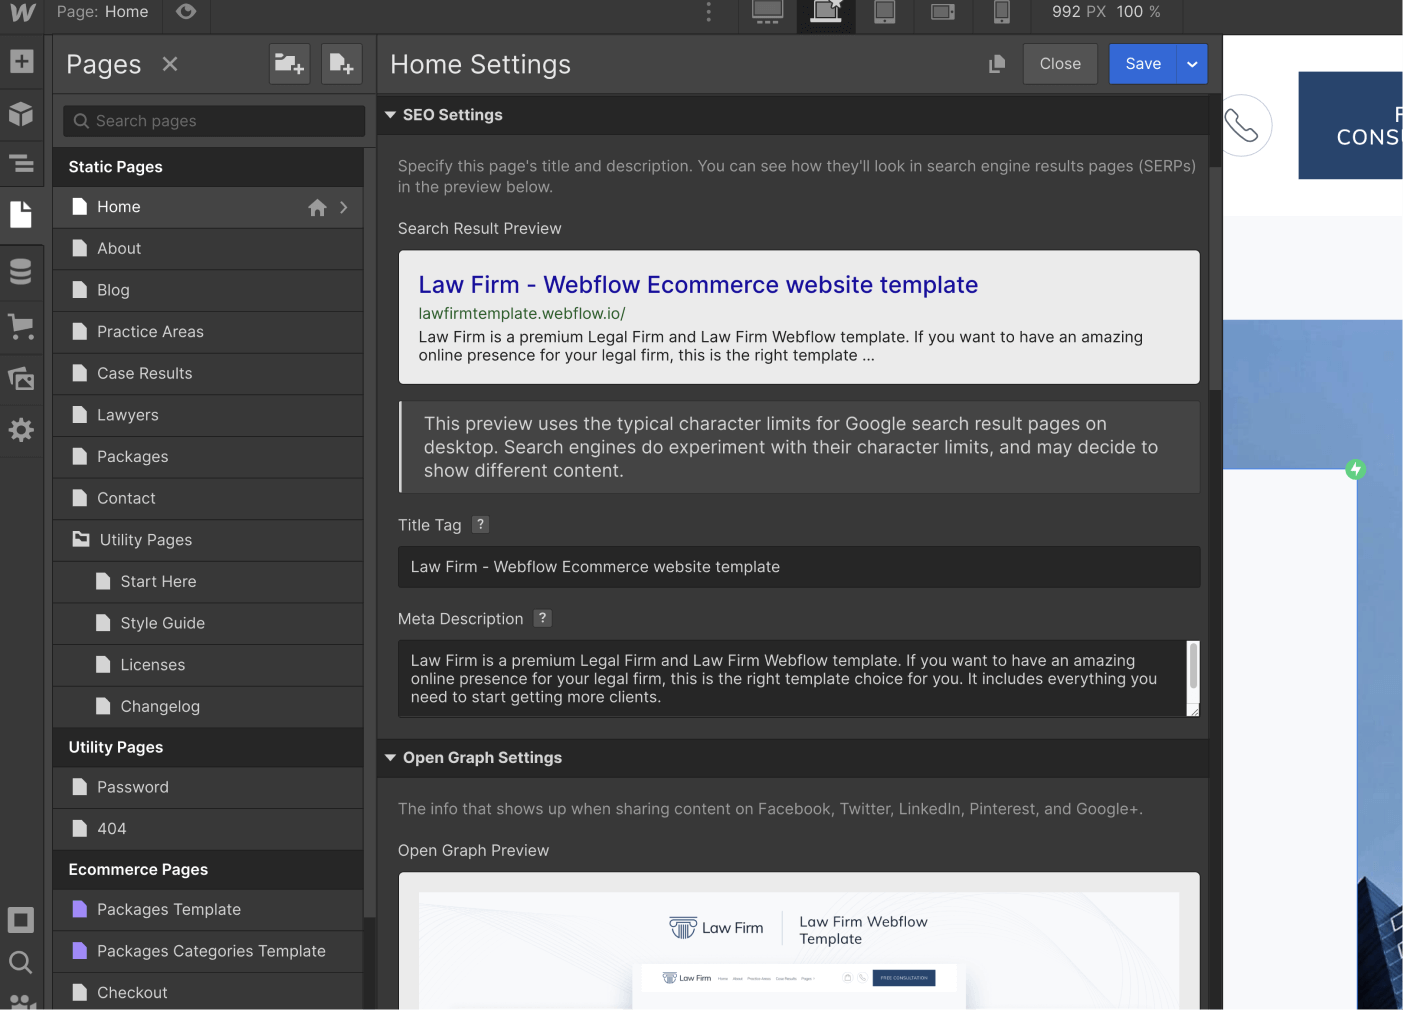 Page: Home
992 PX 100 %
Pages
Home Settings
Close
Save
Search pages
Static Pages
Home
About
Blog
Practice Areas
Case Results
Lawyers
Packages
Contact
Utility Pages
Start Here
Style Guide
Licenses
Changelog
Utility Pages
Password
404
Ecommerce Pages
Packages Template
Packages Categories Template
Checkout
SEO Settings
Specify this page's title and description. You can see how they'll look in search engine results pages (SERPs)
in the preview below.
Search Result Preview
Law Firm - Webflow Ecommerce website template
lawfirmtemplate.webflow.io/
Law Firm is a premium Legal Firm and Law Firm Webflow template. If you want to have an amazing
online presence for your legal firm, this is the right template ...
This preview uses the typical character limits for Google search result pages on
desktop. Search engines do experiment with their character limits, and may decide to
show different content.
Title Tag ?
Law Firm - Webflow Ecommerce website template
Meta Description ?
Law Firm is a premium Legal Firm and Law Firm Webflow template. If you want to have an amazing
online presence for your legal firm, this is the right template choice for you. It includes everything you
need to start getting more clients.
Open Graph Settings
The info that shows up when sharing content on Facebook, Twitter, LinkedIn, Pinterest, and Google+.
Open Graph Preview
Law Firm
Law Firm Webflow
Template
Law Firm Home About Practice Areas Case Results Pages FREE CONSULTATION
F
CONSU